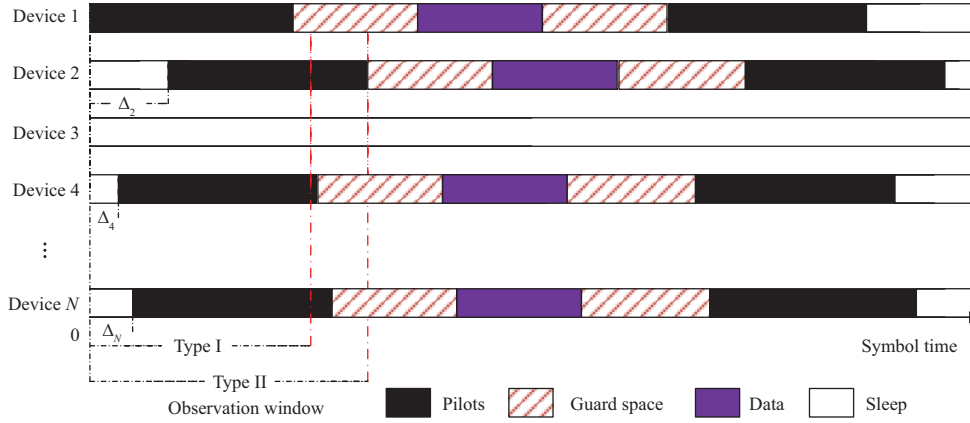 Device 1
Device 2
Δ2
Device 3
Device 4
Δ4
⋮
Device N
ΔN
0
Type I
Symbol time
Type II
Observation window
Pilots
Guard space
Data
Sleep